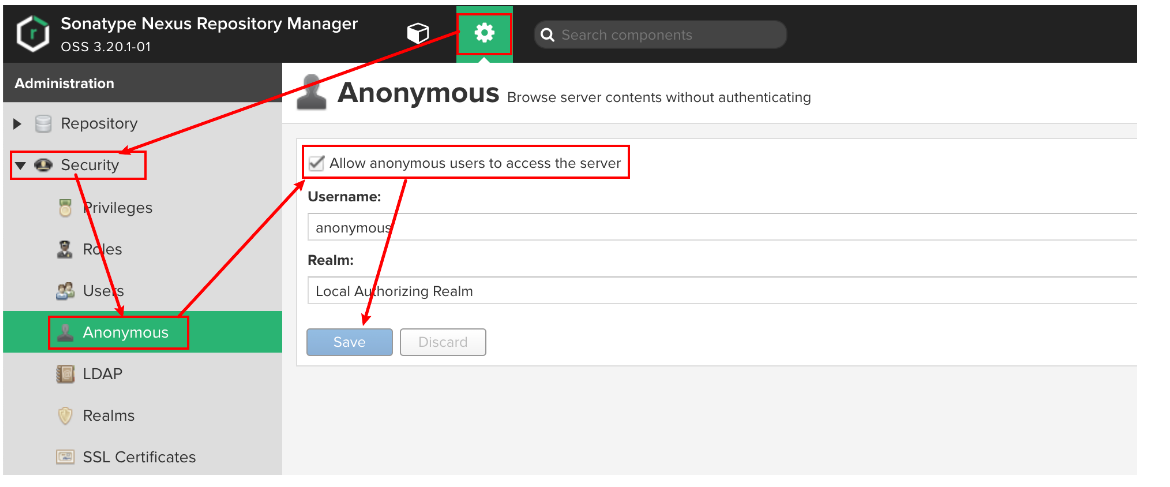 Sonatype Nexus Repository Manager
OSS 3.20.1-01
Search components
Administration
Anonymous Browse server contents without authenticating
Repository
Security
Allow anonymous users to access the server
Username:
Privileges
anonymous
Roles
Realm:
Users
Local Authorizing Realm
Anonymous
Save Discard
LDAP
Realms
SSL Certificates